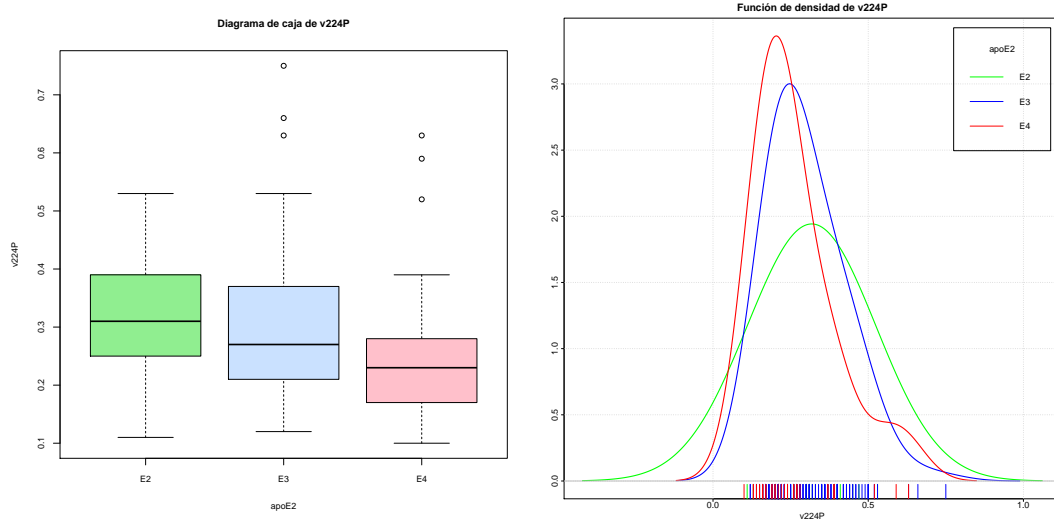 Diagrama de caja de v224P
v224P
0.7
0.6
0.5
0.4
0.3
0.2
0.1
E2 E3 E4
apoE2
Función de densidad de v224P
apoE2
E2
E3
E4
3.0
2.5
2.0
1.5
1.0
0.5
0.0
0.0 0.5 1.0
v224P